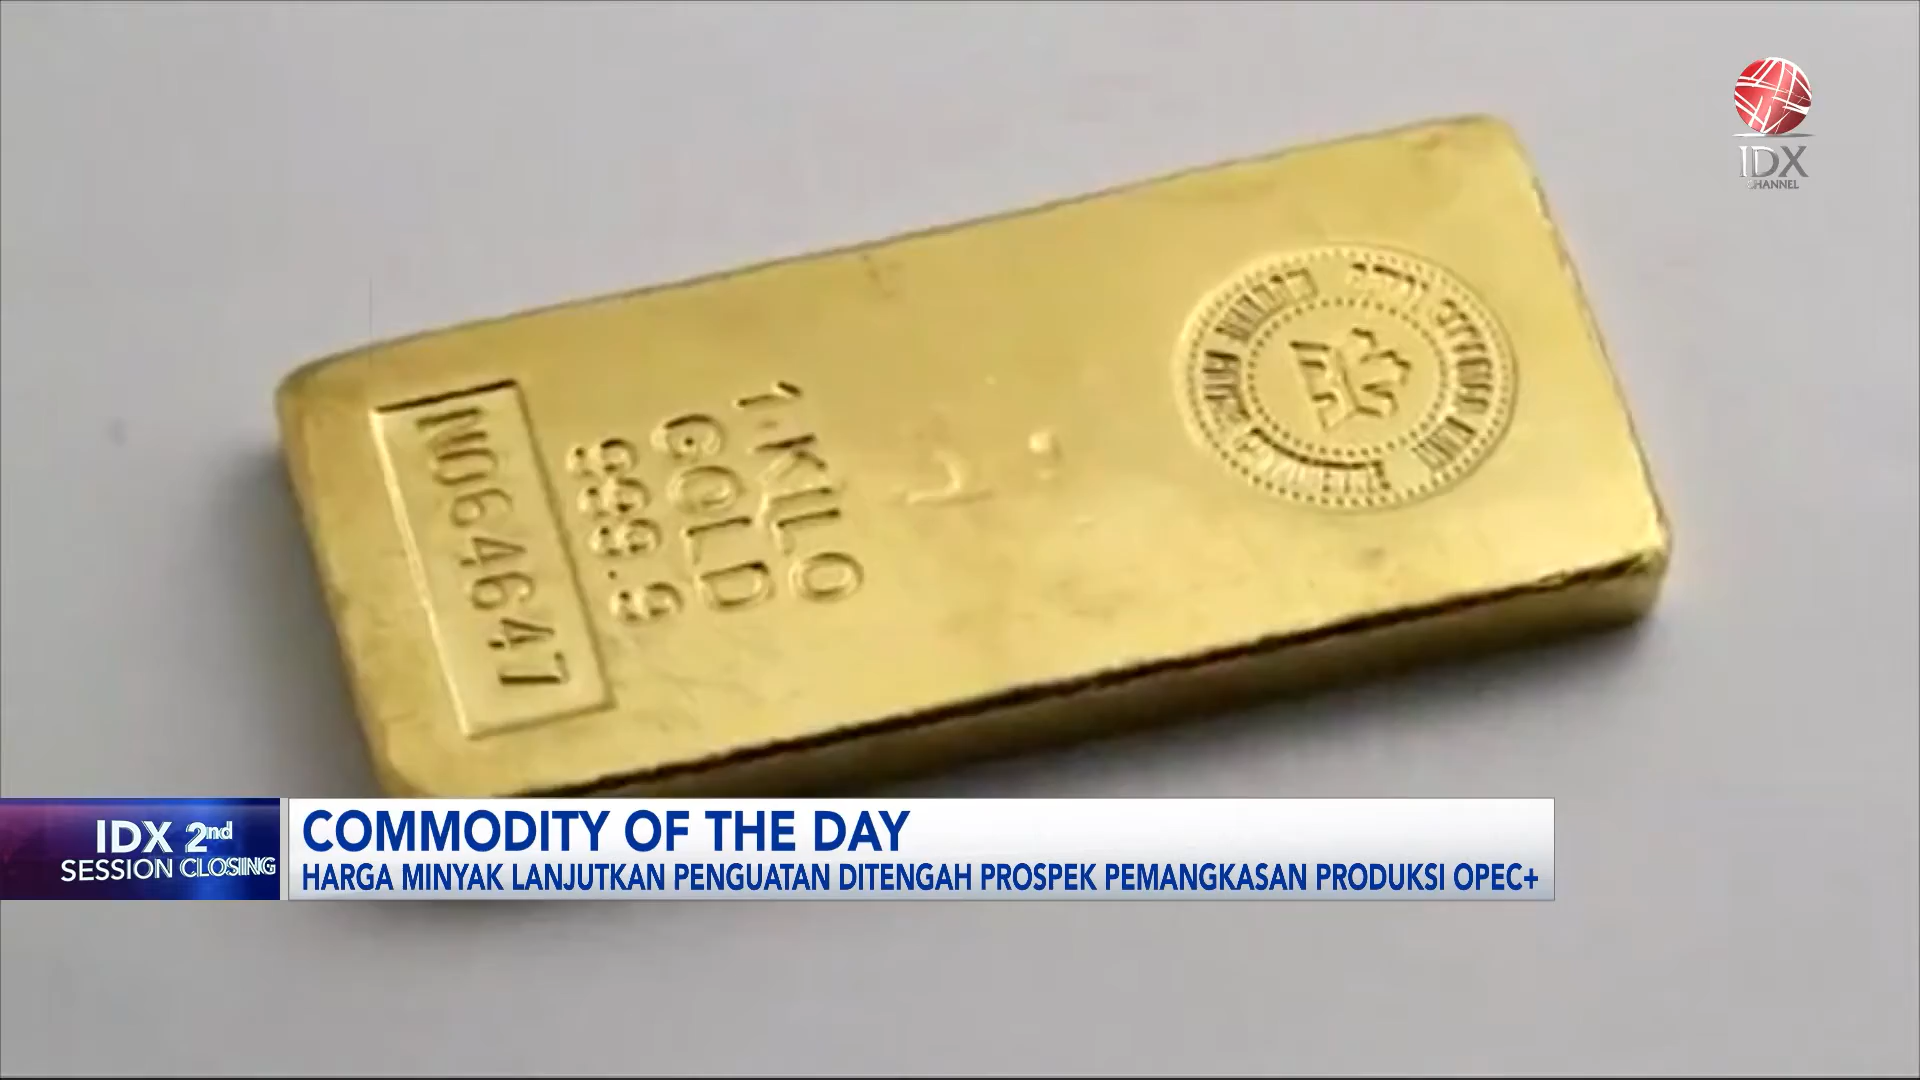 IDX
CHANNEL
1 KILO
GOLD
999.9
N064647
IDX 2nd
SESSION CLOSING
COMMODITY OF THE DAY
HARGA MINYAK LANJUTKAN PENGUATAN DITENGAH PROSPEK PEMANGKASAN PRODUKSI OPEC+